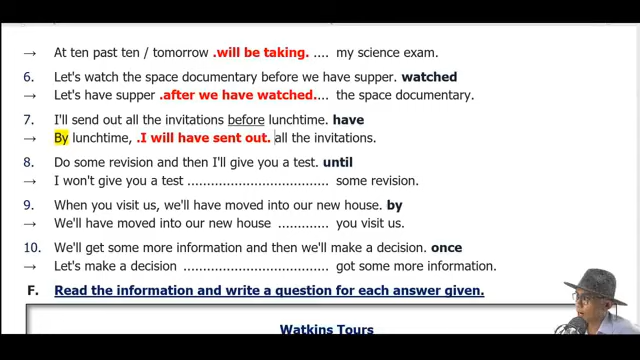 → At ten past ten / tomorrow .will be taking. .... my science exam.
6. Let's watch the space documentary before we have supper. watched
→ Let's have supper .after we have watched.... the space documentary.
7. I'll send out all the invitations before lunchtime. have
→ By lunchtime, .I will have sent out. all the invitations.
8. Do some revision and then I'll give you a test. until
→ I won't give you a test ................................... some revision.
9. When you visit us, we'll have moved into our new house. by
→ We'll have moved into our new house ............. you visit us.
10. We'll get some more information and then we'll make a decision. once
→ Let's make a decision ................................... got some more information.
F. Read the information and write a question for each answer given.
Watkins Tours